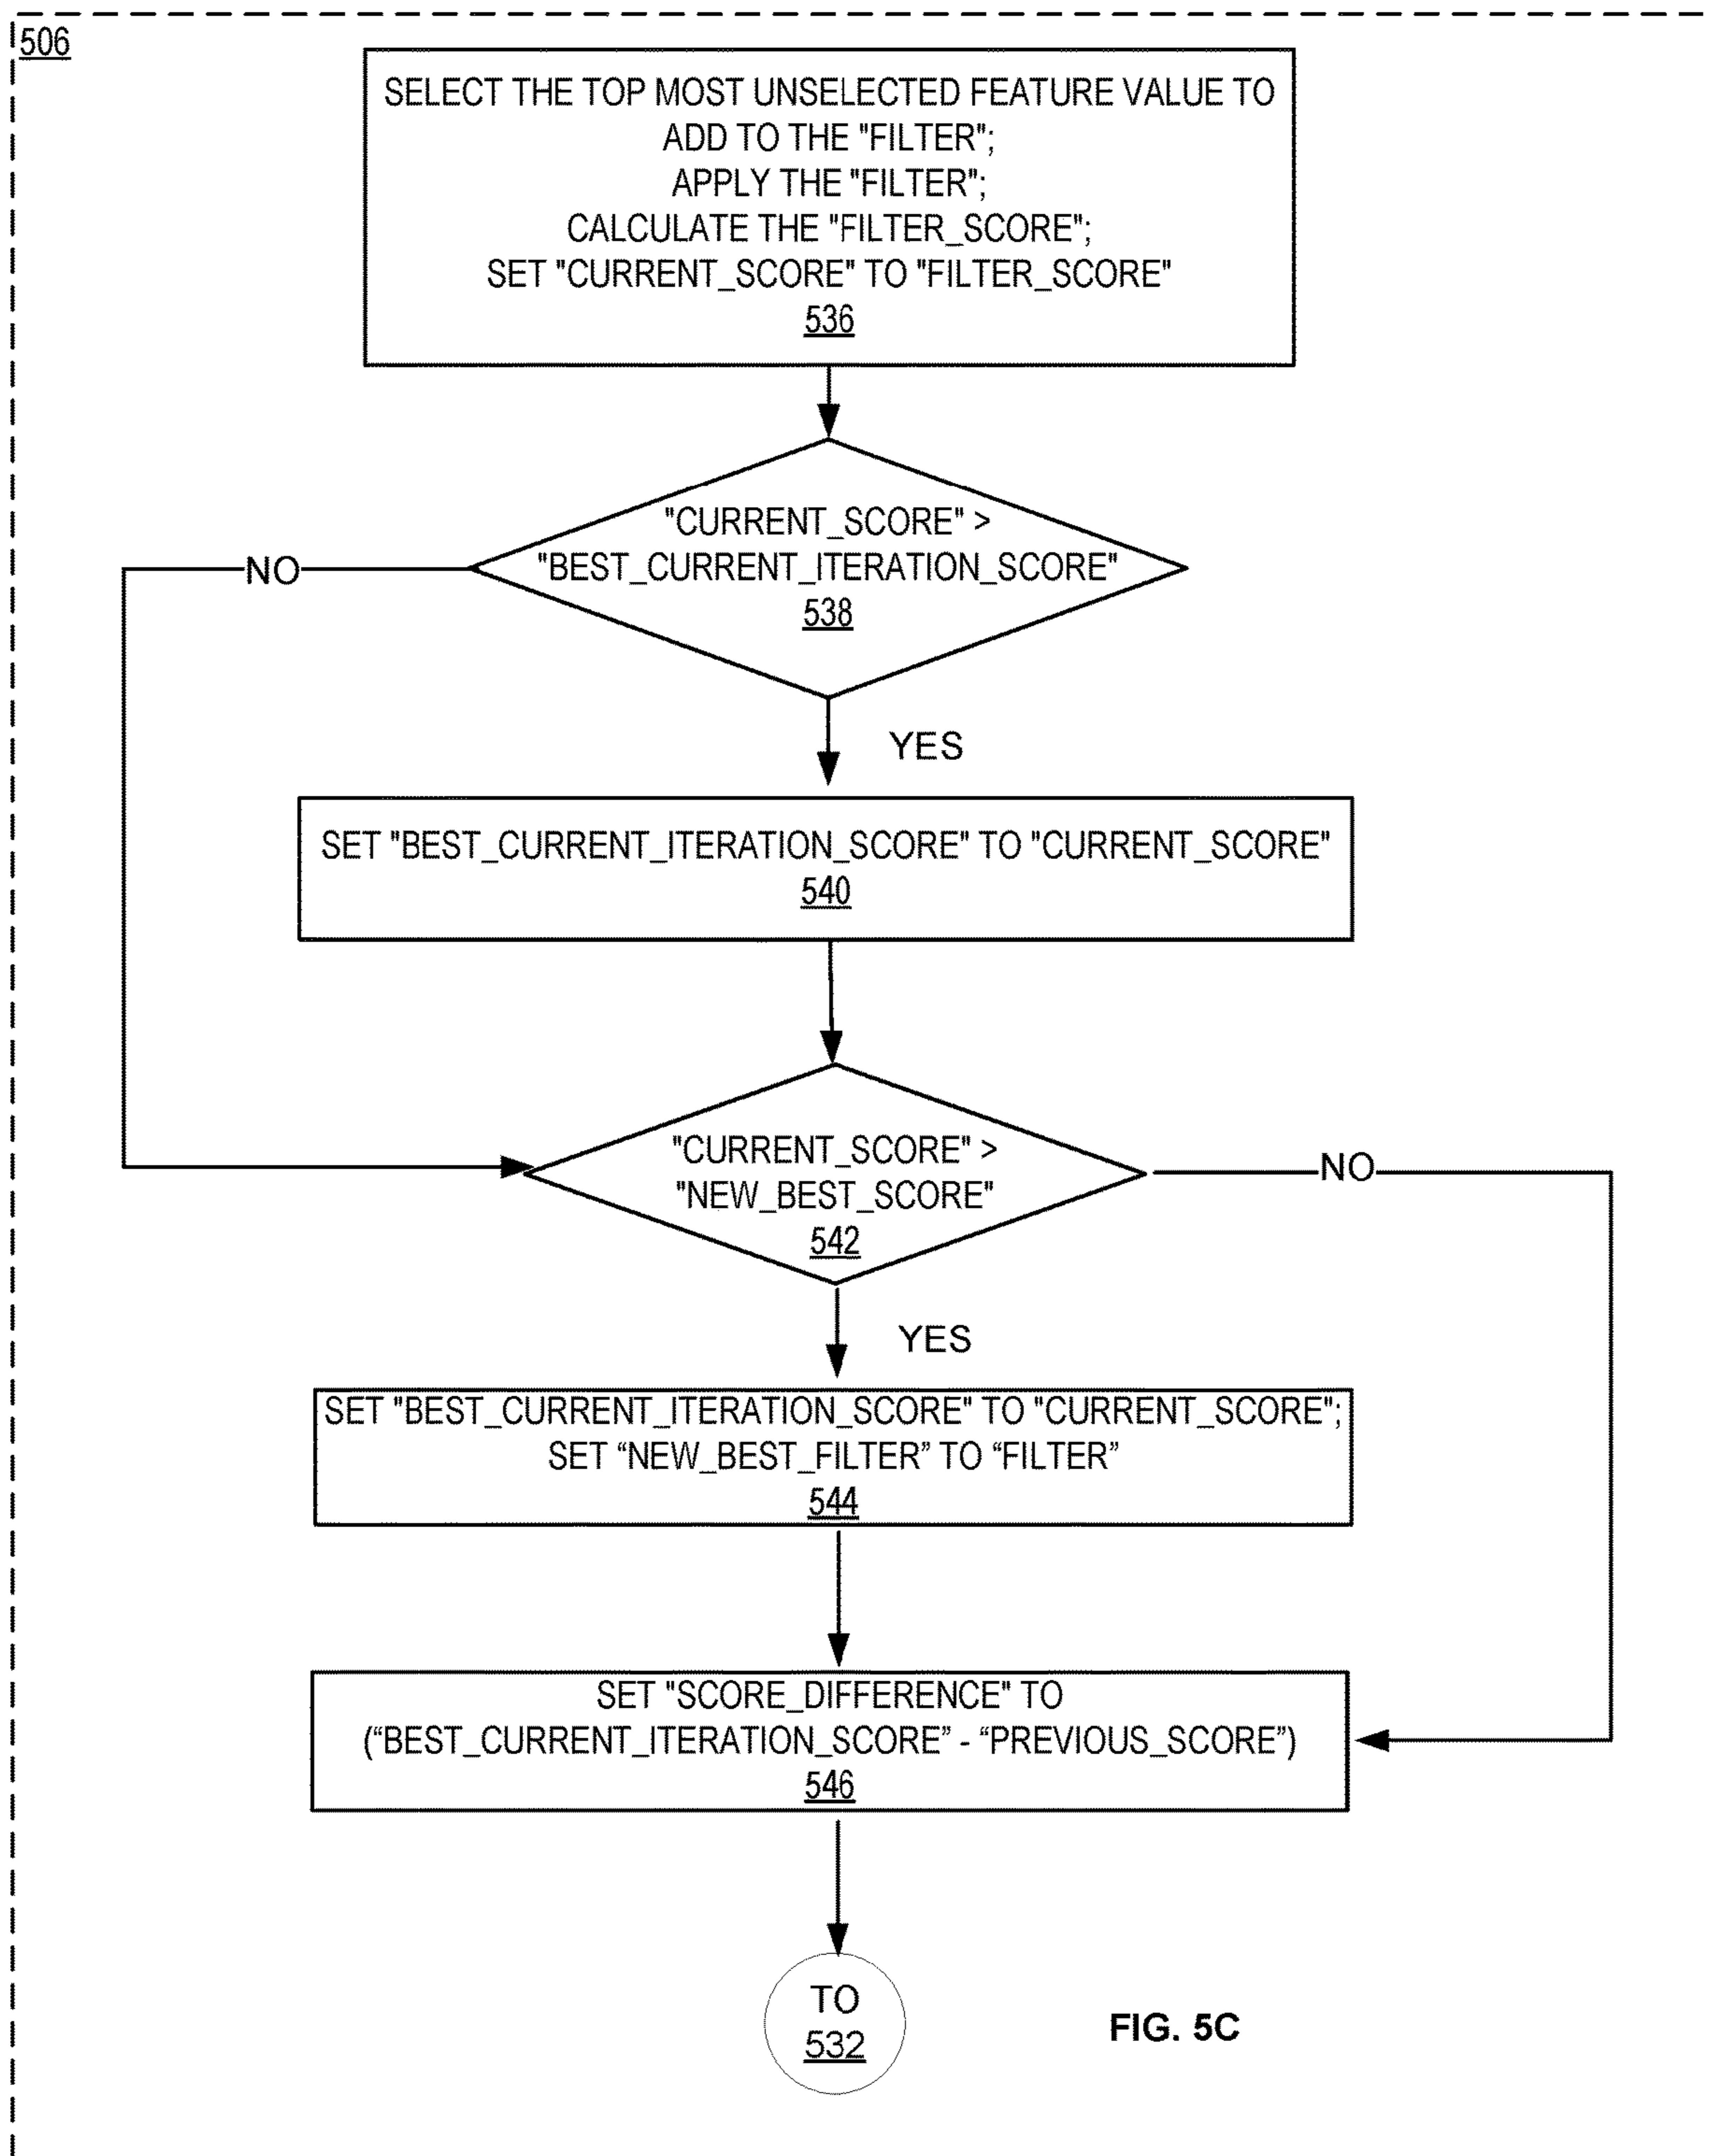 506
SELECT THE TOP MOST UNSELECTED FEATURE VALUE TO
ADD TO THE "FILTER";
APPLY THE "FILTER";
CALCULATE THE "FILTER_SCORE";
SET "CURRENT_SCORE" TO "FILTER_SCORE"
536
"CURRENT_SCORE" >
"BEST_CURRENT_ITERATION_SCORE"
538
NO
YES
SET "BEST_CURRENT_ITERATION_SCORE" TO "CURRENT_SCORE"
540
"CURRENT_SCORE" >
"NEW_BEST_SCORE"
542
NO
YES
SET "BEST_CURRENT_ITERATION_SCORE" TO "CURRENT_SCORE";
SET “NEW_BEST_FILTER” TO “FILTER”
544
SET "SCORE_DIFFERENCE" TO
(“BEST_CURRENT_ITERATION_SCORE” - “PREVIOUS_SCORE”)
546
TO
532
FIG. 5C